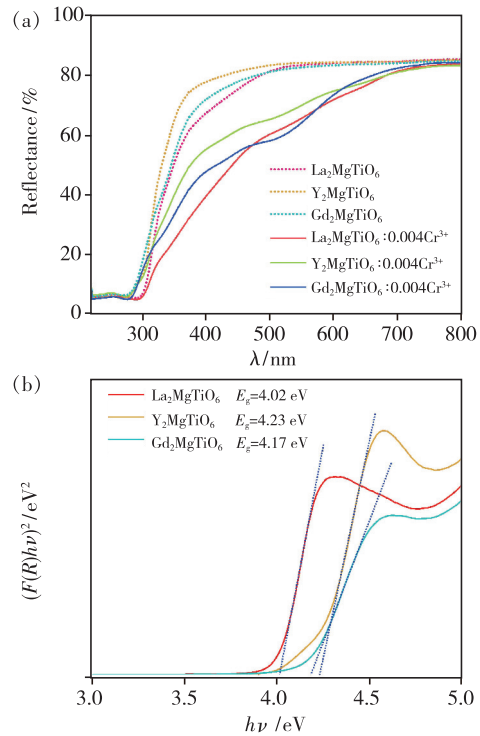 (a)
100
80
60
40
20
0
Reflectance/%
La₂MgTiO₆
Y₂MgTiO₆
Gd₂MgTiO₆
La₂MgTiO₆:0.004Cr³⁺
Y₂MgTiO₆:0.004Cr³⁺
Gd₂MgTiO₆:0.004Cr³⁺
300 400 500 600 700 800
λ/nm
(b)
La₂MgTiO₆ Eg=4.02 eV
Y₂MgTiO₆ Eg=4.23 eV
Gd₂MgTiO₆ Eg=4.17 eV
(F(R)hν)²/eV²
3.0 3.5 4.0 4.5 5.0
hν/eV